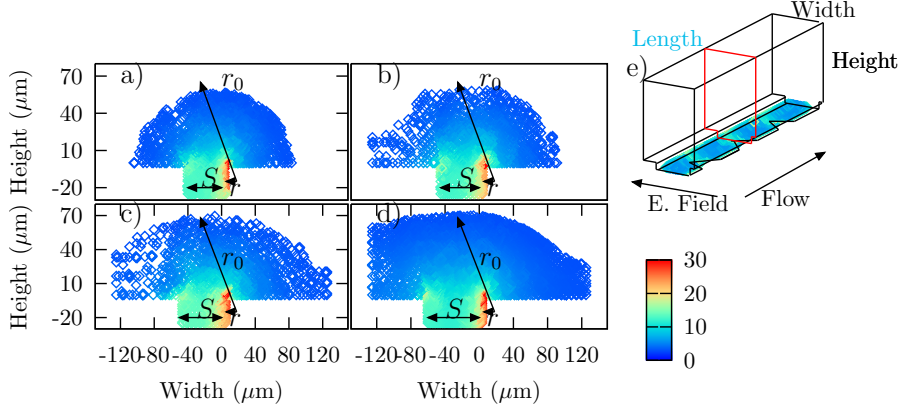 a)
r0
S
r
b)
r0
S
r
c)
r0
S
r
d)
r0
S
r
70
40
10
-20
Height (μm)
70
40
10
-20
Height (μm)
-120 -80 -40 0 40 80 120
-120 -80 -40 0 40 80 120
Width (μm)
Width (μm)
e)
Width
Length
Height
E. Field
Flow
30
20
10
0